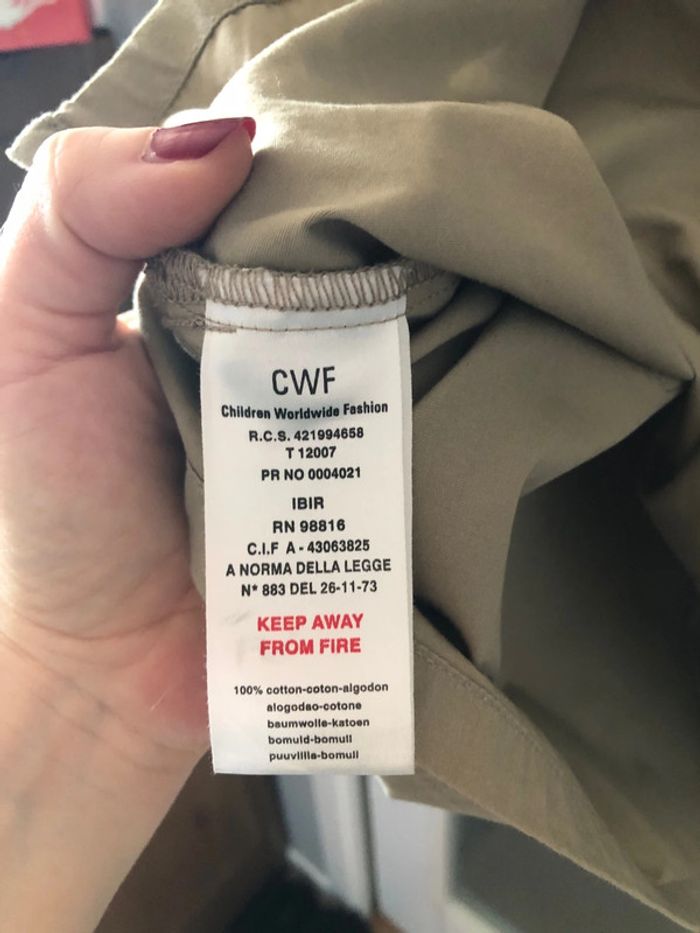 CWF
Children Worldwide Fashion
R.C.S. 421994658
T 12007
PR NO 0004021
IBIR
RN 98816
C.I.F A - 43063825
A NORMA DELLA LEGGE
N* 883 DEL 26-11-73
KEEP AWAY
FROM FIRE
100% cotton-coton-algodon
alogodao-cotone
baumwolle-katoen
bomuld-bomull
puuvillla-bomull